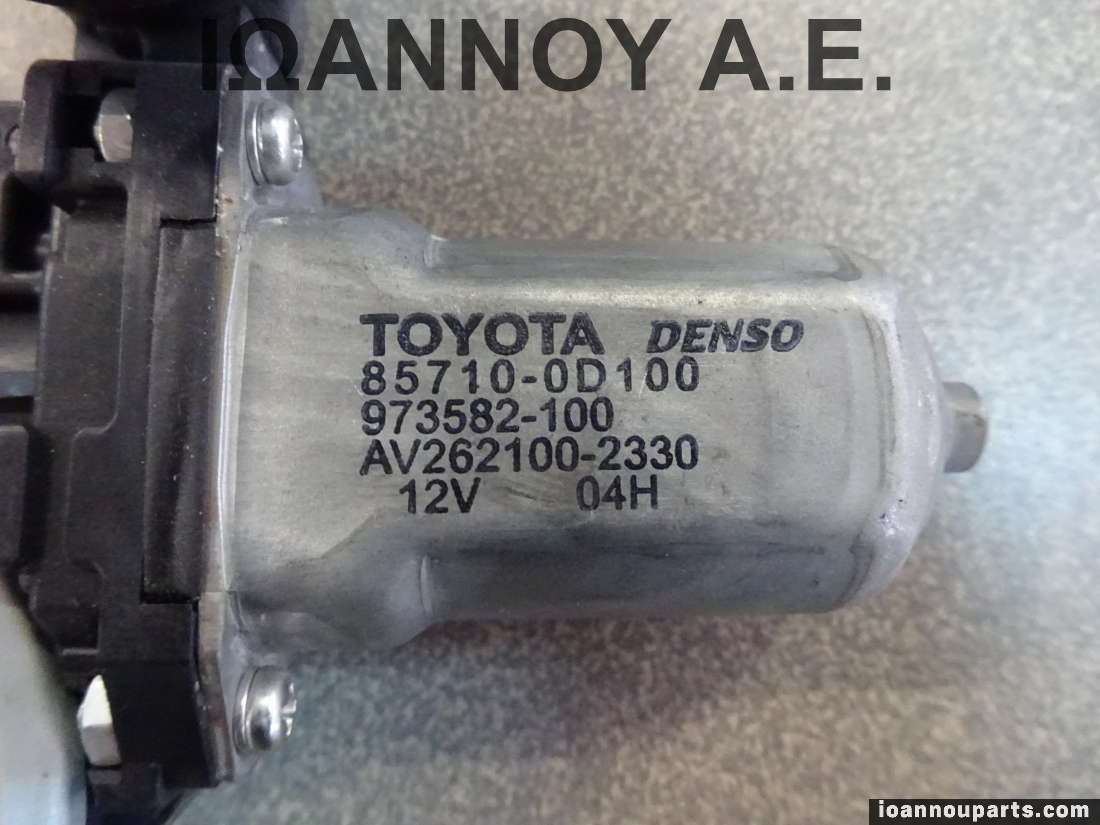 ΙΩΑΝΝΟΥ Α.Ε.
TOYOTA DENSO
85710-0D100
973582-100
AV262100-2330
12V 04H
ioannouparts.com